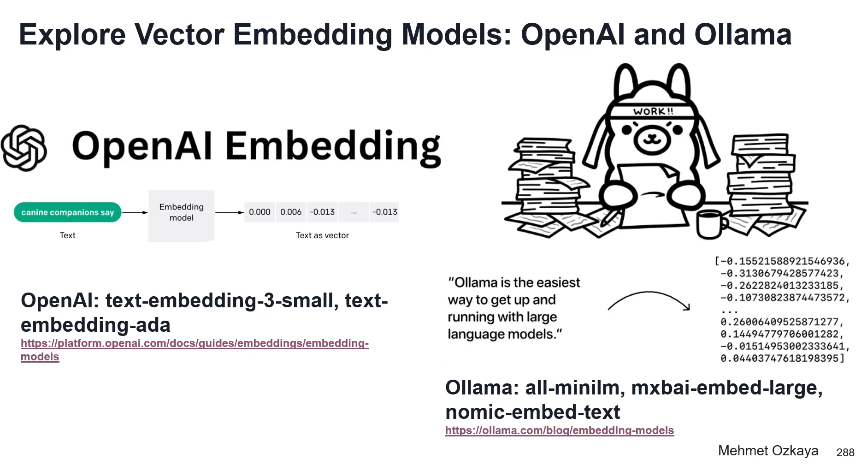 Explore Vector Embedding Models: OpenAI and Ollama
OpenAI Embedding
canine companions say
Text
Embedding
model
0.000 0.006 -0.013 ... -0.013
Text as vector
OpenAI: text-embedding-3-small, text-
embedding-ada
https://platform.openai.com/docs/guides/embeddings/embedding-
models
WORK!!
"Ollama is the easiest
way to get up and
running with large
language models."
[-0.15521588921546936,
-0.3130679428577423,
-0.2622824013233185,
-0.10730823874473572,
...
0.26006409525871277,
0.14494779706001282,
-0.01514953002333641,
0.04403747618198395]
Ollama: all-minilm, mxbai-embed-large,
nomic-embed-text
https://ollama.com/blog/embedding-models
Mehmet Ozkaya 288